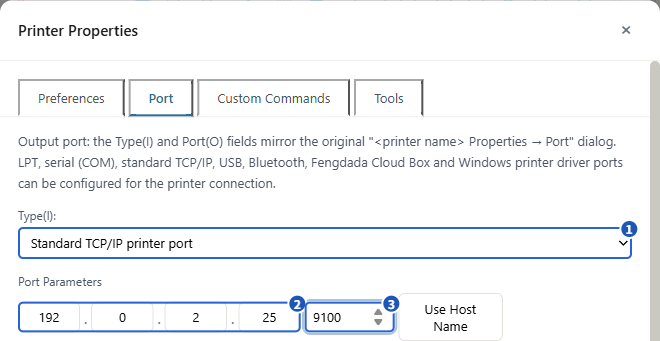 Printer Properties ×
Preferences Port Custom Commands Tools
Output port: the Type(I) and Port(O) fields mirror the original "<printer name> Properties → Port" dialog.
LPT, serial (COM), standard TCP/IP, USB, Bluetooth, Fengdada Cloud Box and Windows printer driver ports
can be configured for the printer connection.
Type(I):
1
Standard TCP/IP printer port
Port Parameters
2 3
192 . 0 . 2 . 25 9100 Use Host
Name